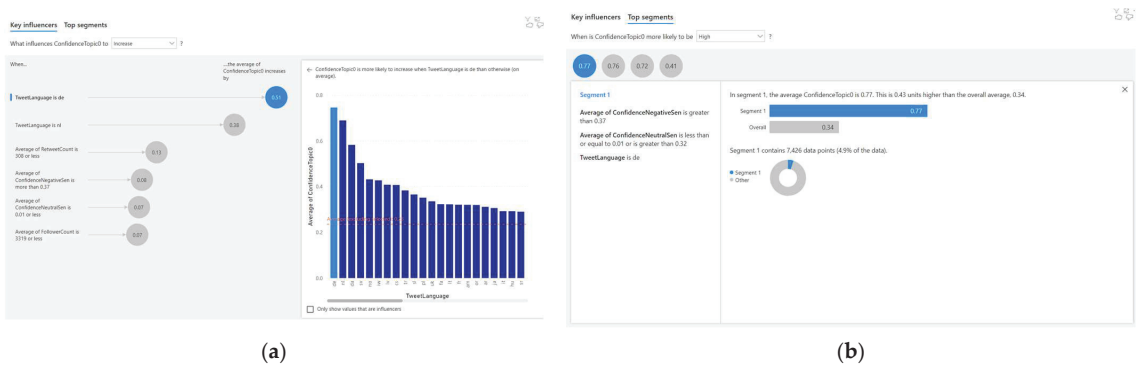 Key influencers Top segments
What influences ConfidenceTopic0 to Increase ?
When...
...the average of
ConfidenceTopic0 increases
by
TweetLanguage is de
0.51
TweetLanguage is nl
Average of RetweetCount is
308 or less
0.13
Average of
ConfidenceNegativeSen is
more than 0.37
Average of
ConfidenceNeutralSen is
0.01 or less
0.07
Average of FollowerCount is
3319 or less
0.07
← ConfidenceTopic0 is more likely to increase when TweetLanguage is de than otherwise (on
average).
Average of ConfidenceTopic0
0.8
0.6
0.4
0.2
0.0
TweetLanguage
Only show values that are influencers
(a)
Key influencers Top segments
When is ConfidenceTopic0 more likely to be High ?
0.77 0.76 0.72 0.41
Segment 1
Average of ConfidenceNegativeSen is greater
than 0.37
Average of ConfidenceNeutralSen is less than
or equal to 0.01 or is greater than 0.32
TweetLanguage is de
In segment 1, the average ConfidenceTopic0 is 0.77. This is 0.43 units higher than the overall average, 0.34.
Segment 1 0.77
Overall 0.34
Segment 1 contains 7,426 data points (4.9% of the data).
Segment 1
Other
(b)